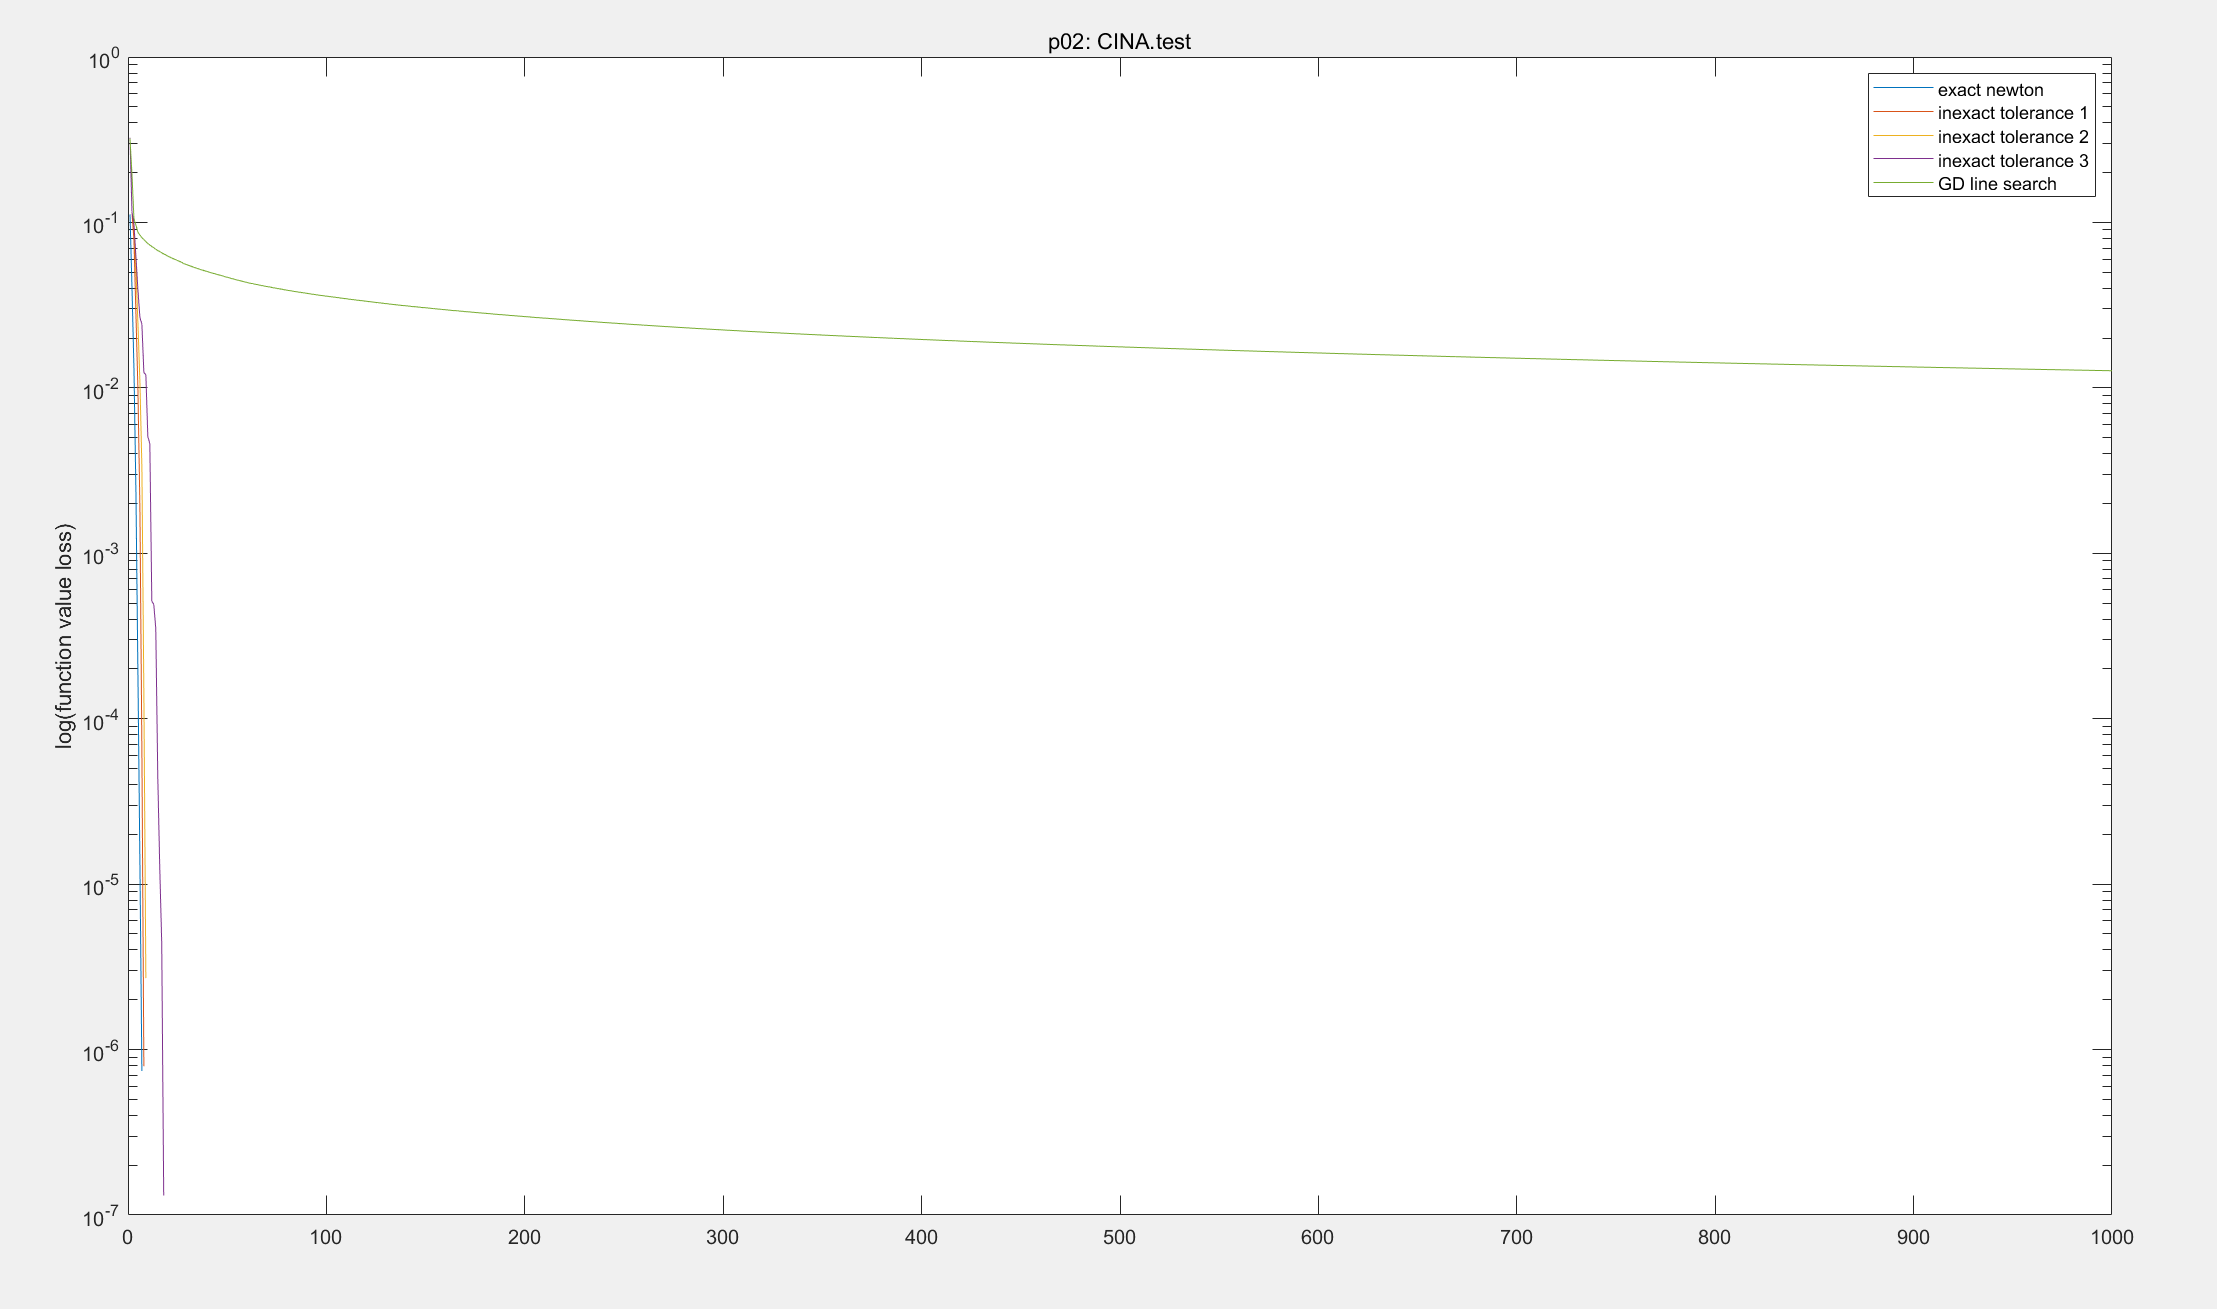 p02: CINA.test
exact newton
inexact tolerance 1
inexact tolerance 2
inexact tolerance 3
GD line search
log(function value loss)
10^0
10^-1
10^-2
10^-3
10^-4
10^-5
10^-6
10^-7
0 100 200 300 400 500 600 700 800 900 1000